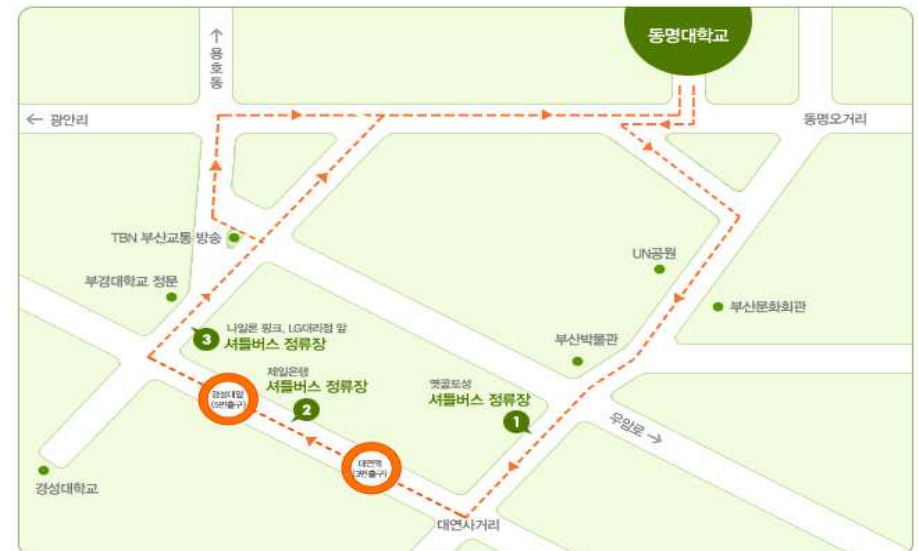 동명대학교
↑
용호동
← 광안리
동명오거리
TBN 부산교통 방송
UN공원
부경대학교 정문
부산문화회관
나일론 핑크, LG대리점 앞
3 셔틀버스 정류장
부산박물관
제일은행
셔틀버스 정류장
2
옛골토성
셔틀버스 정류장
1
경성대앞
(5번출구)
우암로 →
대연역
(3번출구)
경성대학교
대연사거리